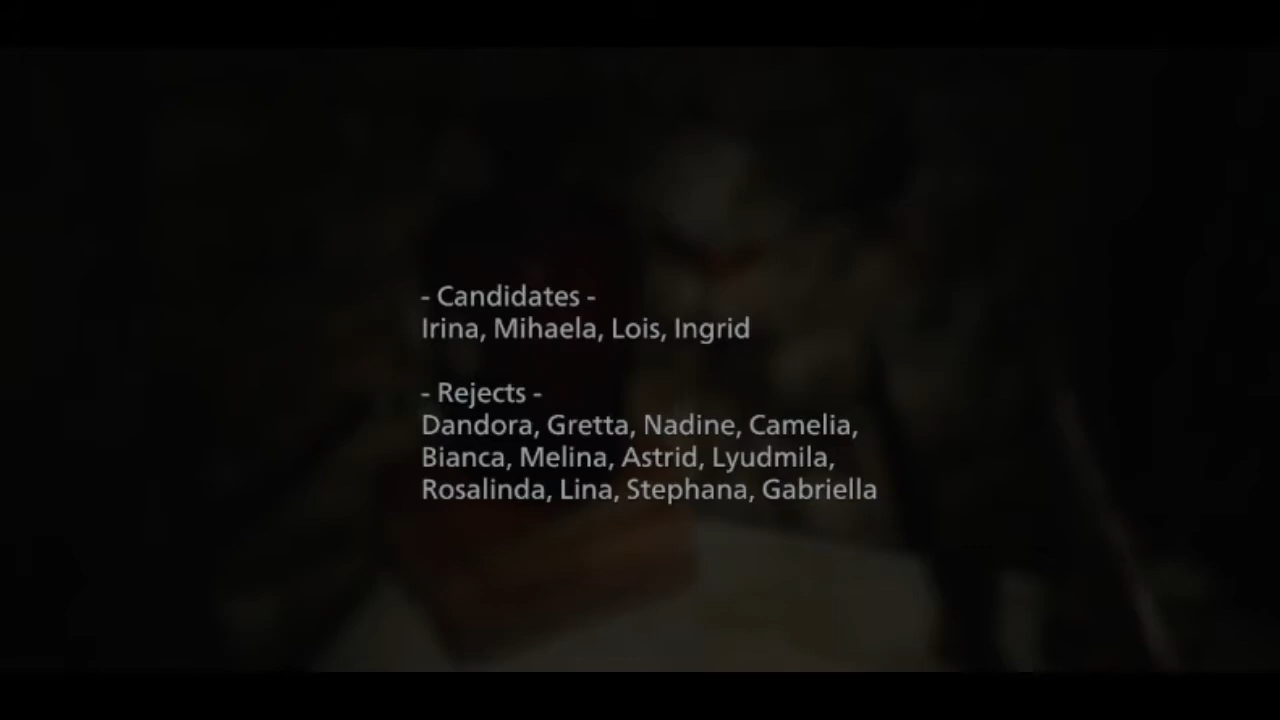 - Candidates -
Irina, Mihaela, Lois, Ingrid
- Rejects -
Dandora, Gretta, Nadine, Camelia,
Bianca, Melina, Astrid, Lyudmila,
Rosalinda, Lina, Stephana, Gabriella